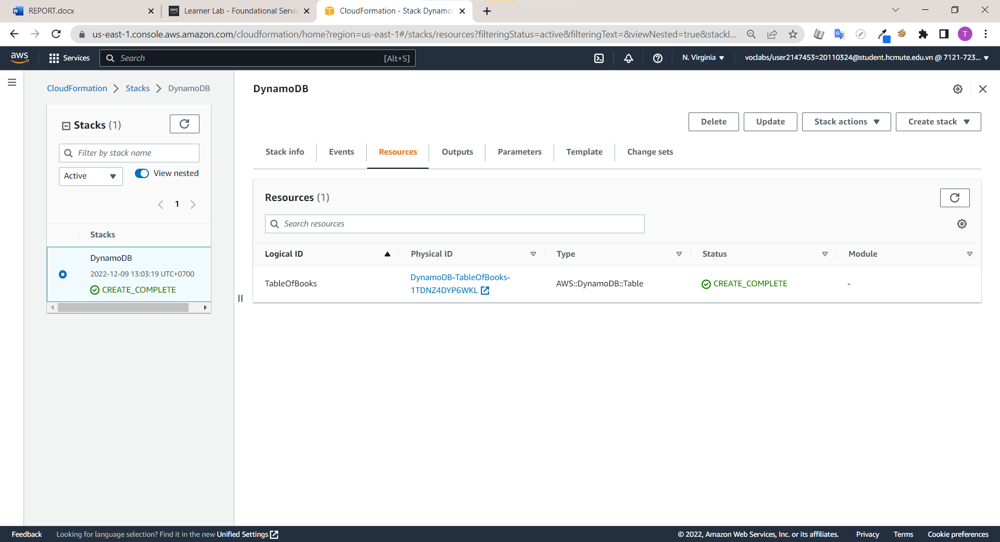 REPORT.docx
Learner Lab - Foundational Servic
CloudFormation - Stack Dynamo
us-east-1.console.aws.amazon.com/cloudformation/home?region=us-east-1#/stacks/resources?filteringStatus=active&filteringText=&viewNested=true&stackI...
T
aws
Services
Search
[Alt+S]
N. Virginia
voclabs/user2147453=20110324@student.hcmute.edu.vn @ 7121-723...
CloudFormation
Stacks
DynamoDB
Stacks (1)
Filter by stack name
Active
View nested
1
Stacks
DynamoDB
2022-12-09 13:03:19 UTC+0700
CREATE_COMPLETE
DynamoDB
Delete
Update
Stack actions
Create stack
Stack info
Events
Resources
Outputs
Parameters
Template
Change sets
Resources (1)
Search resources
Logical ID
Physical ID
Type
Status
Module
TableOfBooks
DynamoDB-TableOfBooks-
1TDNZ4DYP6WKL
AWS::DynamoDB::Table
CREATE_COMPLETE
-
Feedback
Looking for language selection? Find it in the new Unified Settings
© 2022, Amazon Web Services, Inc. or its affiliates.
Privacy
Terms
Cookie preferences